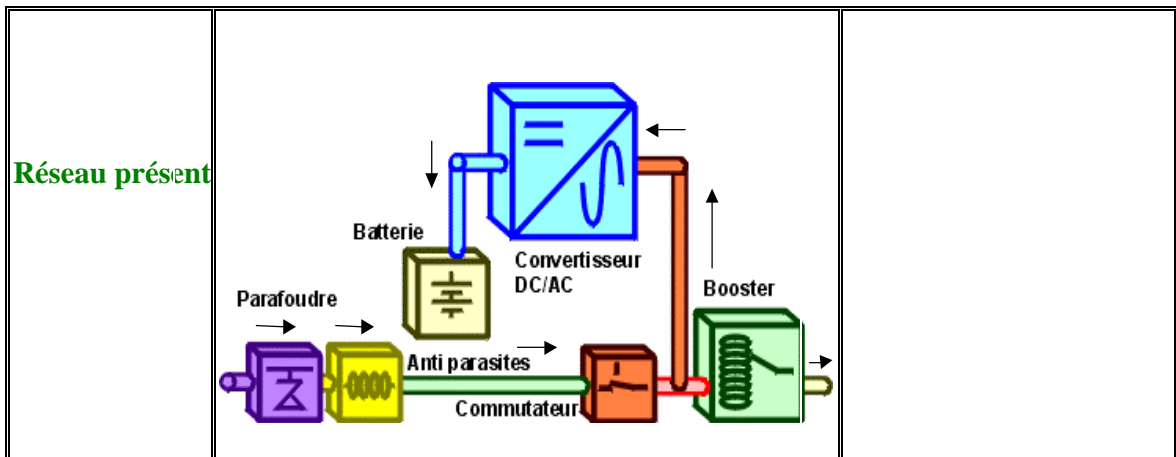 Réseau présent
Batterie
Convertisseur
DC/AC
Booster
Parafoudre
Anti parasites
Commutateur